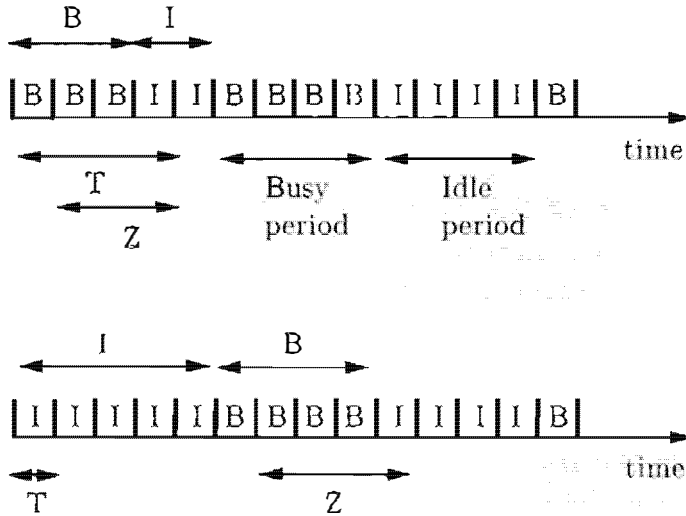 B I
B B B I I B B B B I I I I B
time
T Busy Idle
Z period period
I B
I I I I I B B B B I I I I B
time
T Z